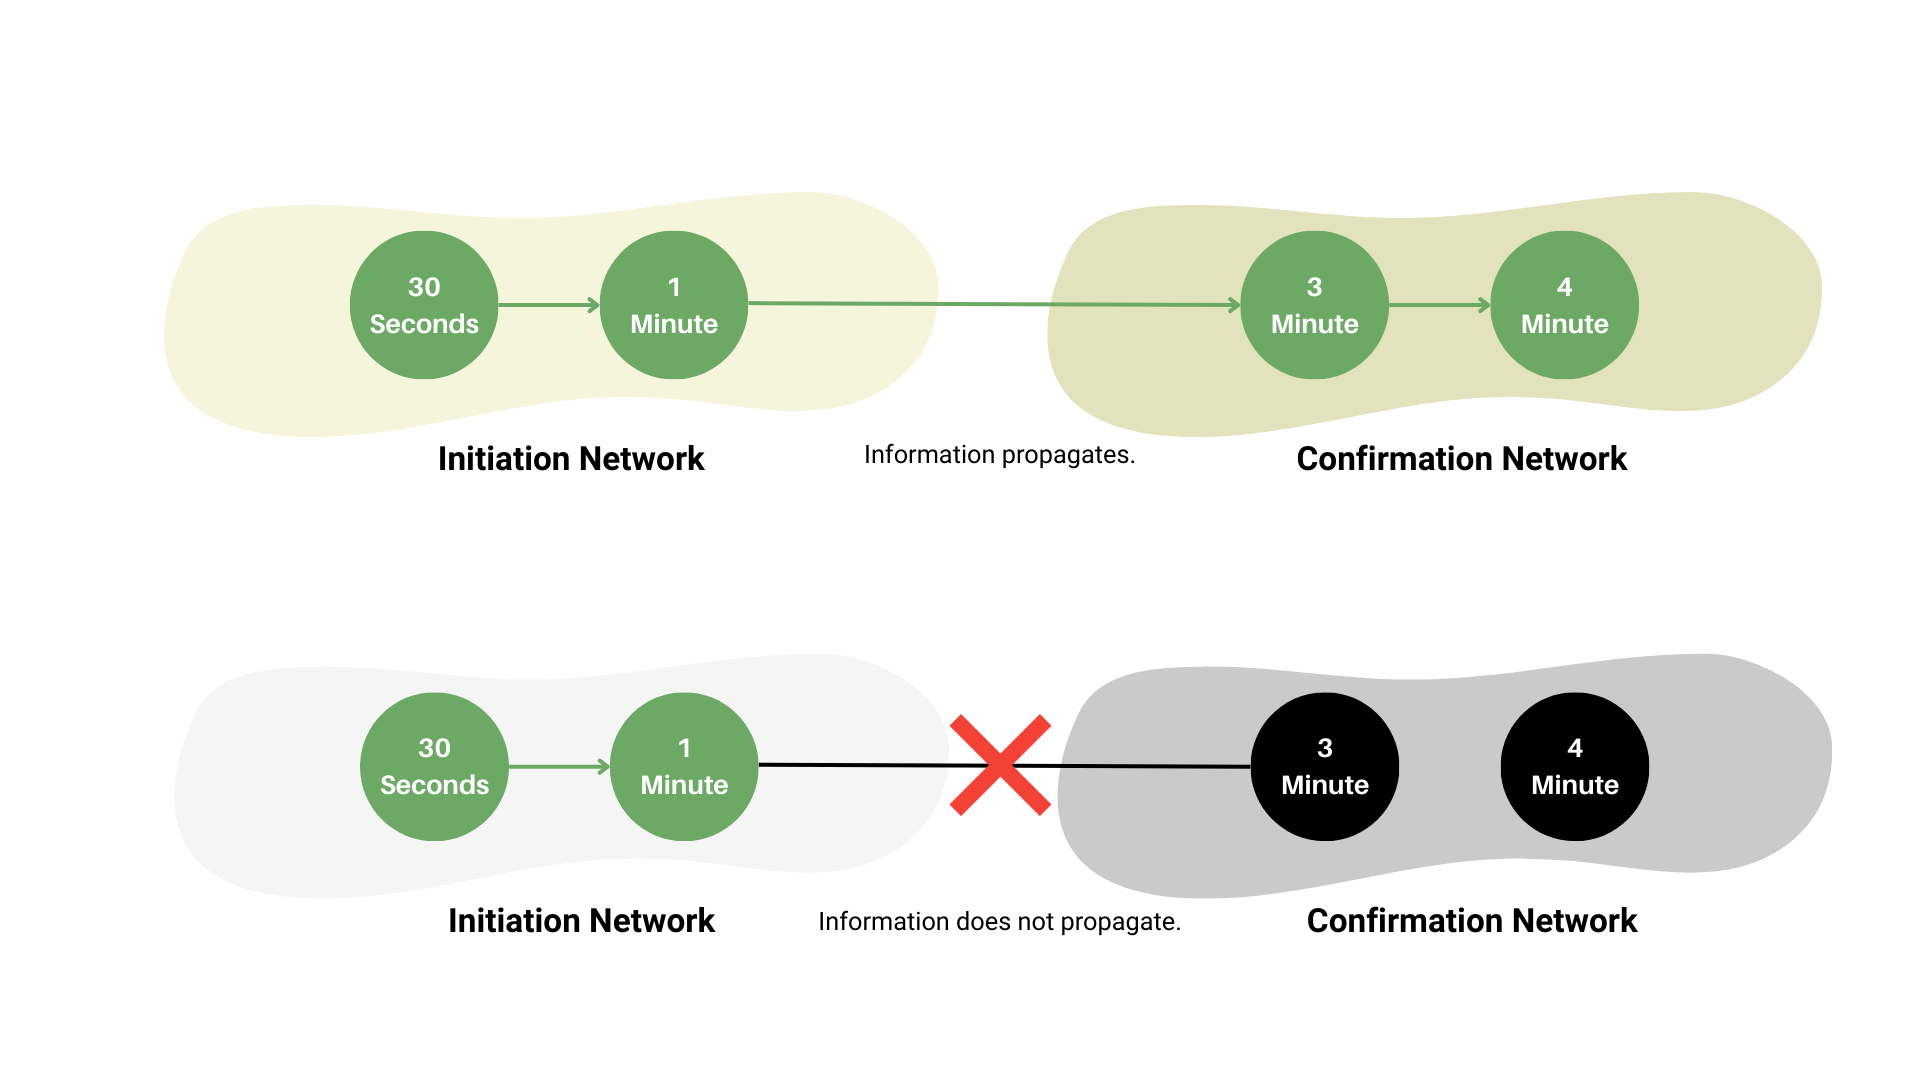 30
Seconds
1
Minute
3
Minute
4
Minute
Initiation Network
Information propagates.
Confirmation Network
30
Seconds
1
Minute
3
Minute
4
Minute
Initiation Network
Information does not propagate.
Confirmation Network